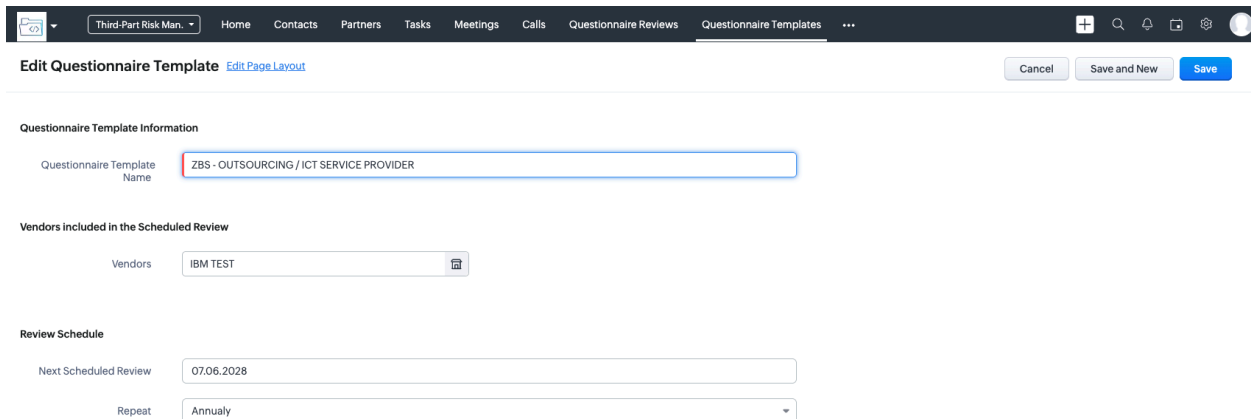 Third-Part Risk Man. Home Contacts Partners Tasks Meetings Calls Questionnaire Reviews Questionnaire Templates •••
Edit Questionnaire Template Edit Page Layout Cancel Save and New Save
Questionnaire Template Information
Questionnaire Template
Name
ZBS - OUTSOURCING / ICT SERVICE PROVIDER
Vendors included in the Scheduled Review
Vendors IBM TEST
Review Schedule
Next Scheduled Review 07.06.2028
Repeat Annualy